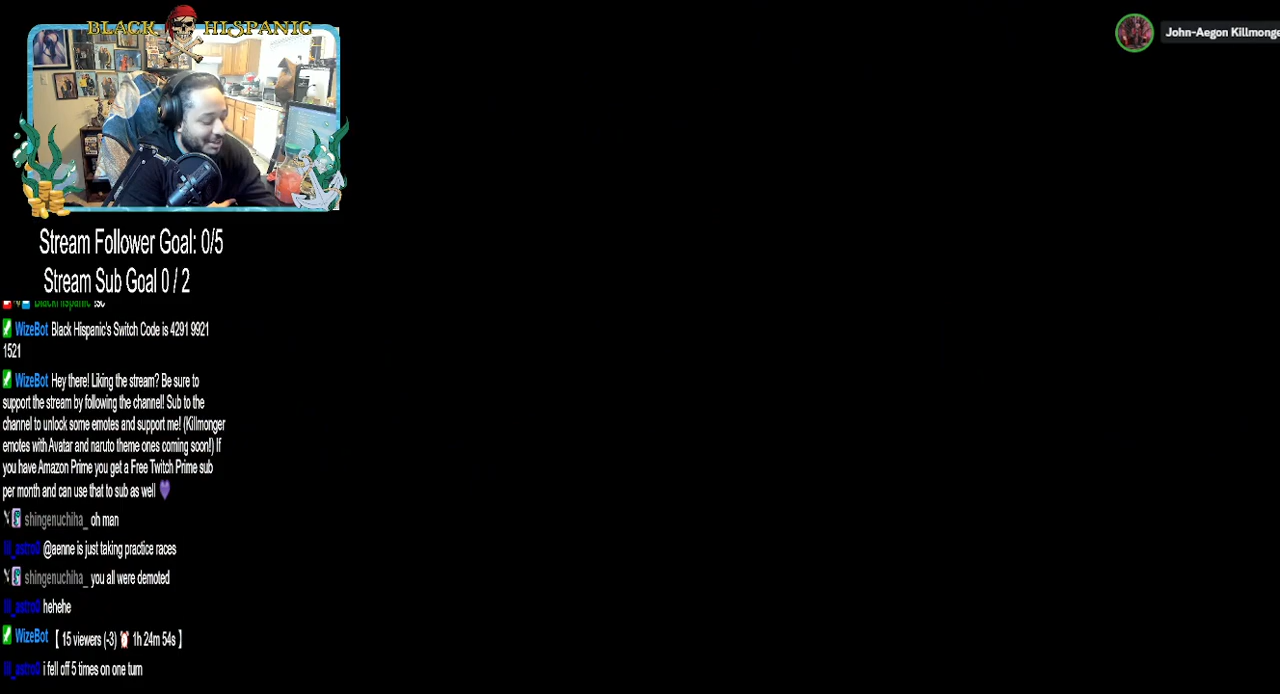 BLACK HISPANIC
John-Aegon Killmonge
Stream Follower Goal: 0/5
Stream Sub Goal 0 / 2
BlackHispanic
WizeBot Black Hispanic's Switch Code is 4291 9921
1521
WizeBot Hey there! Liking the stream? Be sure to
support the stream by following the channel! Sub to the
channel to unlock some emotes and support me! (Killmonger
emotes with Avatar and naruto theme ones coming soon!) If
you have Amazon Prime you get a Free Twitch Prime sub
per month and can use that to sub as well 💜
shingenuchiha_ oh man
lil_astro0 @aenne is just taking practice races
shingenuchiha_ you all were demoted
lil_astro0 hehehe
WizeBot [ 15 viewers (-3) ⏰ 1h 24m 54s ]
lil_astro0 i fell off 5 times on one turn